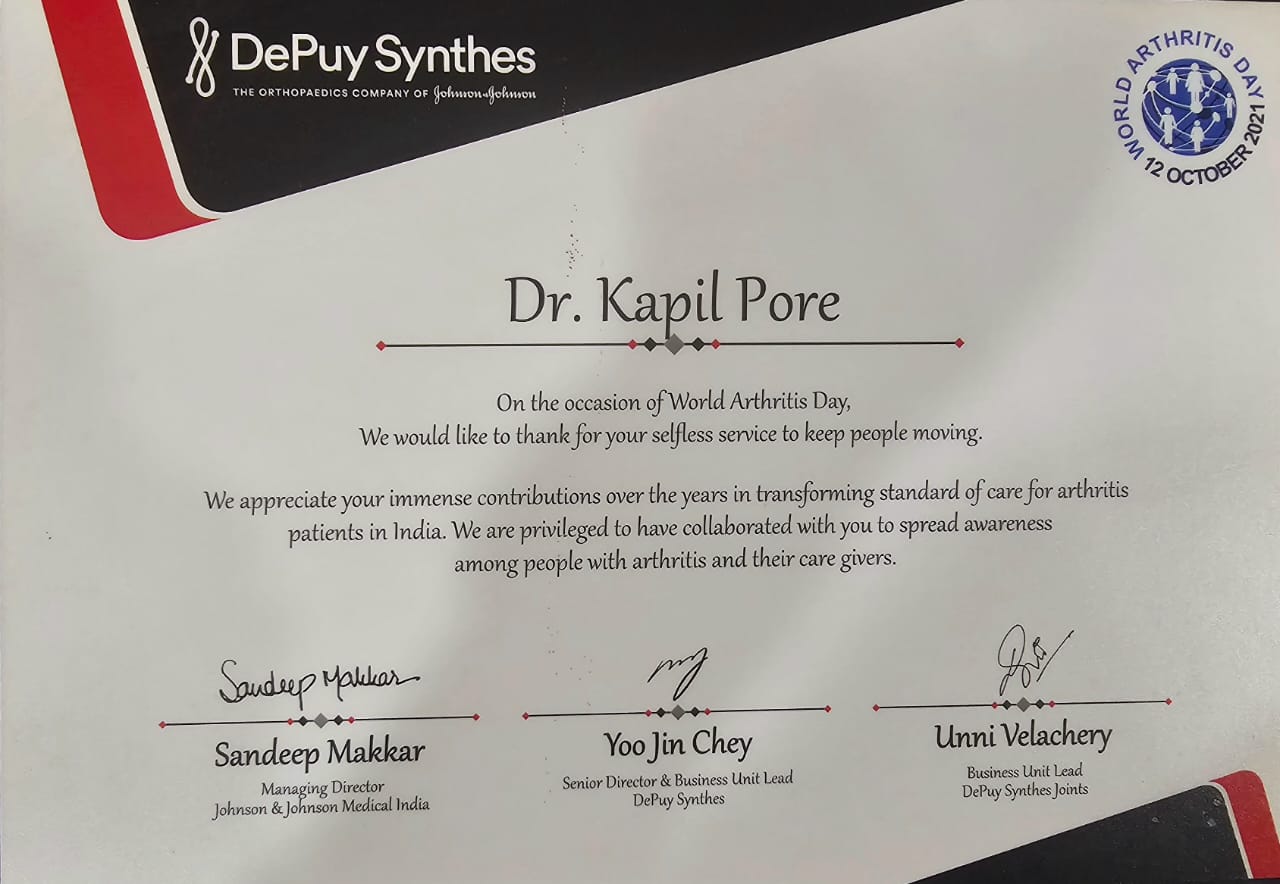 DePuy Synthes
THE ORTHOPAEDICS COMPANY OF Johnson & Johnson
WORLD ARTHRITIS DAY
12 OCTOBER 2021
Dr. Kapil Pore
On the occasion of World Arthritis Day,
We would like to thank for your selfless service to keep people moving.
We appreciate your immense contributions over the years in transforming standard of care for arthritis
patients in India. We are privileged to have collaborated with you to spread awareness
among people with arthritis and their care givers.
Sandeep Makkar
Sandeep Makkar
Managing Director
Johnson & Johnson Medical India
Yoo Jin Chey
Senior Director & Business Unit Lead
DePuy Synthes
Unni Velachery
Business Unit Lead
DePuy Synthes Joints